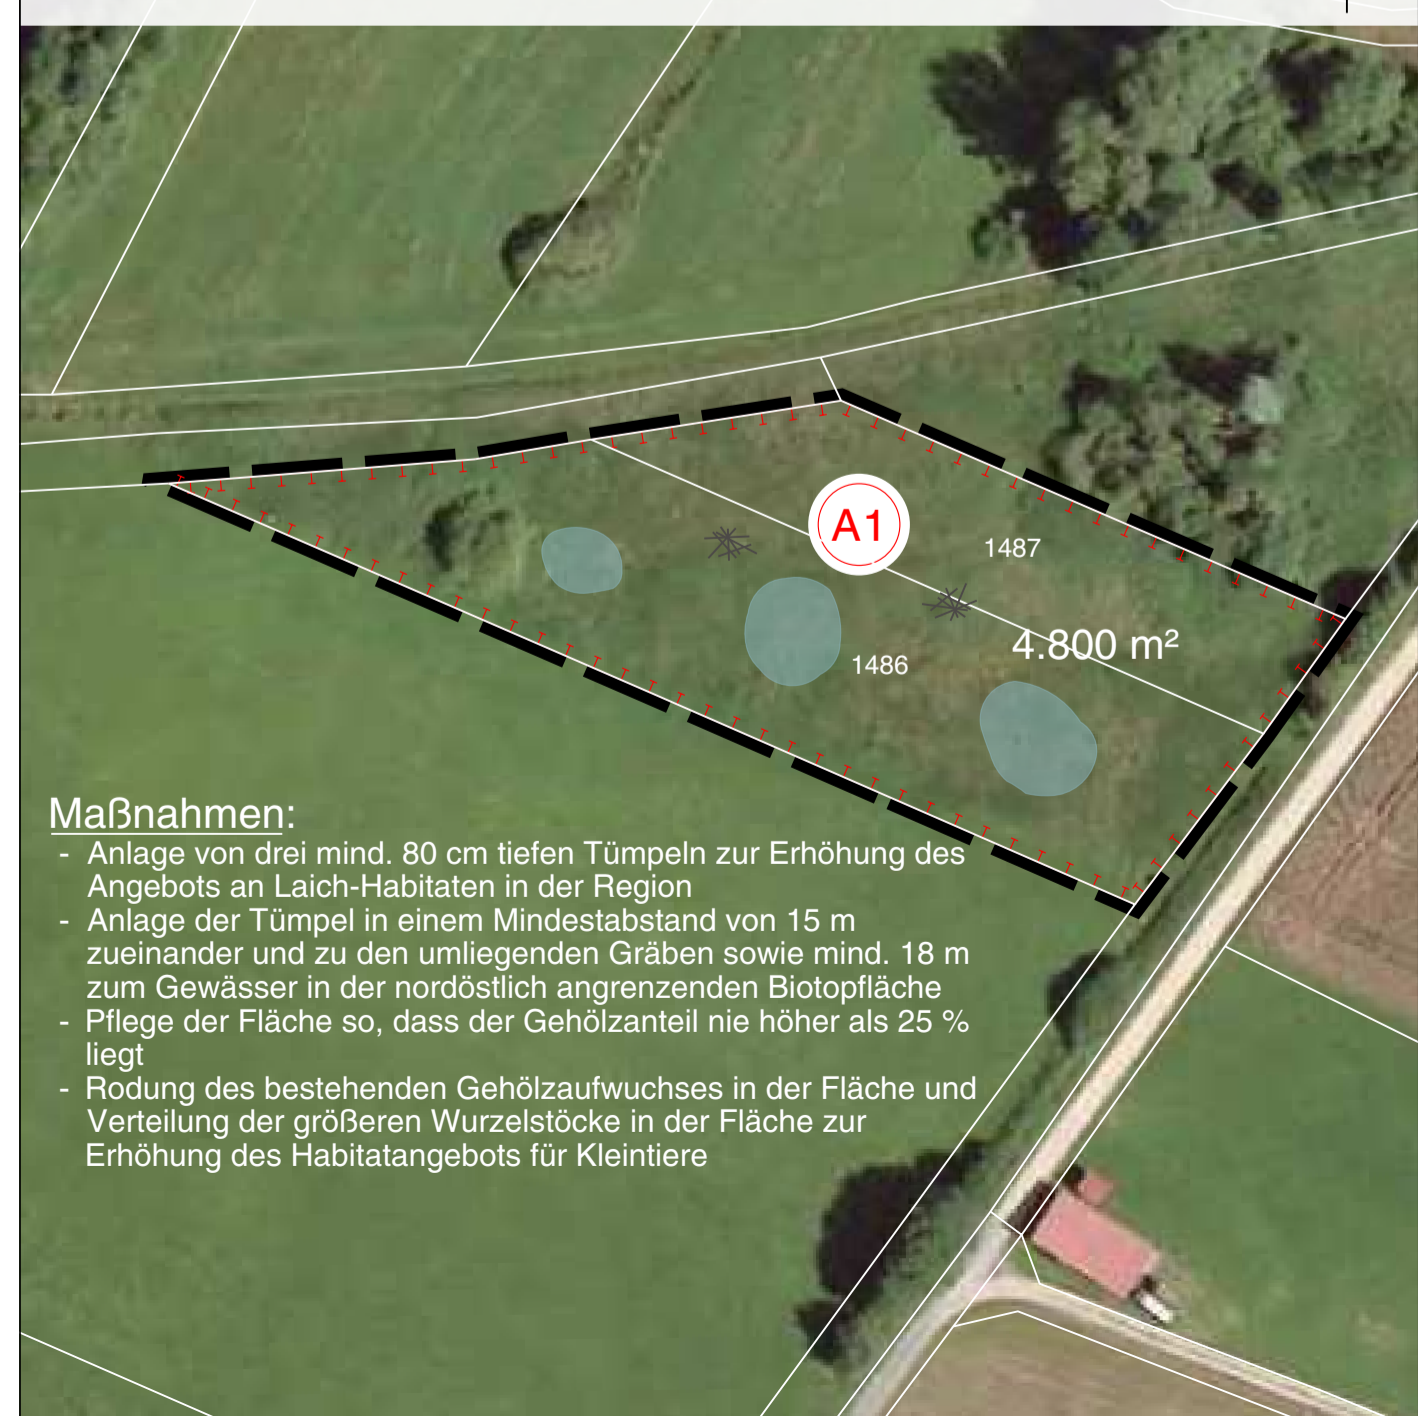 A1
1487
4.800 m²
1486
Maßnahmen:
- Anlage von drei mind. 80 cm tiefen Tümpeln zur Erhöhung des
Angebots an Laich-Habitaten in der Region
- Anlage der Tümpel in einem Mindestabstand von 15 m
zueinander und zu den umliegenden Gräben sowie mind. 18 m
zum Gewässer in der nordöstlich angrenzenden Biotopfläche
- Pflege der Fläche so, dass der Gehölzanteil nie höher als 25 %
liegt
- Rodung des bestehenden Gehölzaufwuchses in der Fläche und
Verteilung der größeren Wurzelstöcke in der Fläche zur
Erhöhung des Habitatangebots für Kleintiere